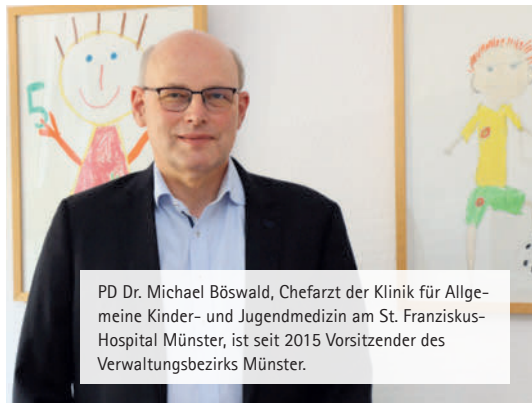 5
PD Dr. Michael Böswald, Chefarzt der Klinik für Allge-
meine Kinder- und Jugendmedizin am St. Franziskus-
Hospital Münster, ist seit 2015 Vorsitzender des
Verwaltungsbezirks Münster.